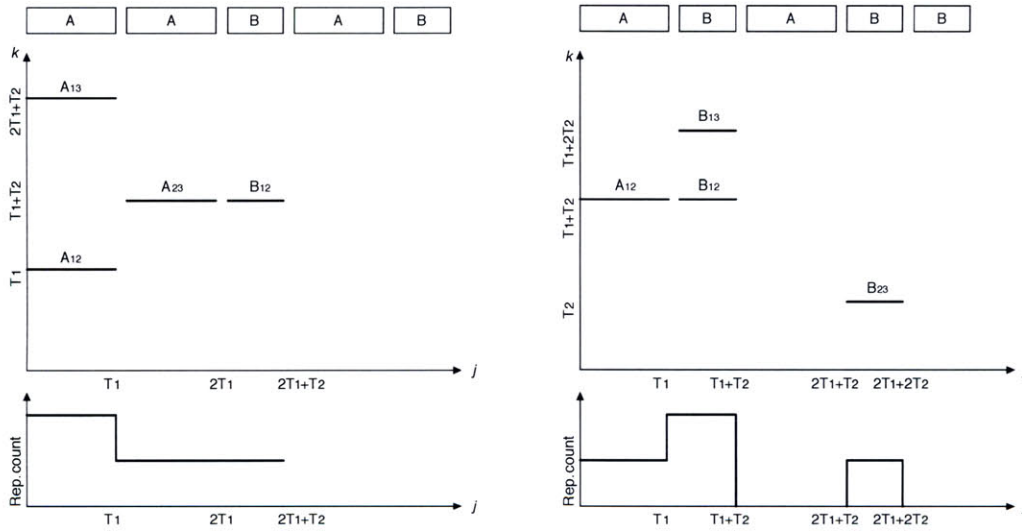 A A B A B
k
2T1+T2
A13
T1+T2
A23 B12
T1
A12
T1 2T1 2T1+T2 j
Rep.count
T1 2T1 2T1+T2 j
A B A B B
k
T1+2T2
B13
T1+T2
A12 B12
T2
B23
T1 T1+T2 2T1+T2 2T1+2T2
Rep.count
T1 T1+T2 2T1+T2 2T1+2T2